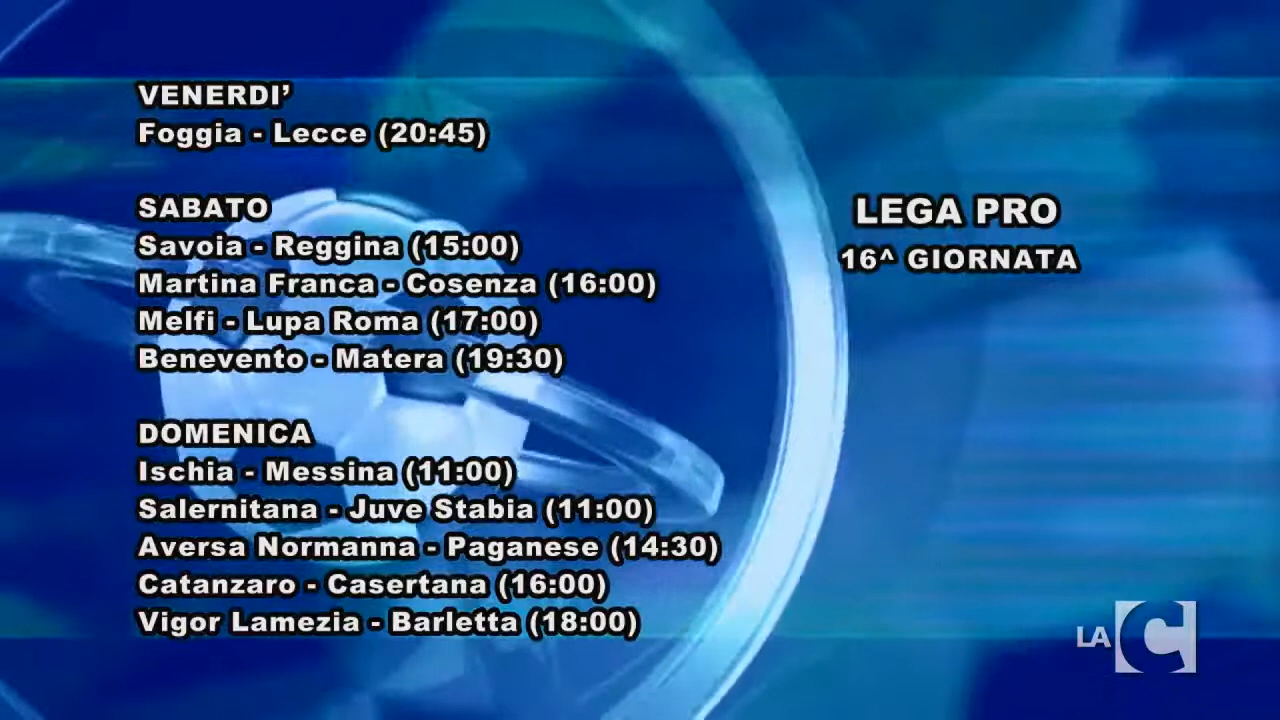 VENERDI’
Foggia - Lecce (20:45)
SABATO
Savoia - Reggina (15:00)
Martina Franca - Cosenza (16:00)
Melfi - Lupa Roma (17:00)
Benevento - Matera (19:30)
DOMENICA
Ischia - Messina (11:00)
Salernitana - Juve Stabia (11:00)
Aversa Normanna - Paganese (14:30)
Catanzaro - Casertana (16:00)
Vigor Lamezia - Barletta (18:00)
LEGA PRO
16^ GIORNATA
LA C